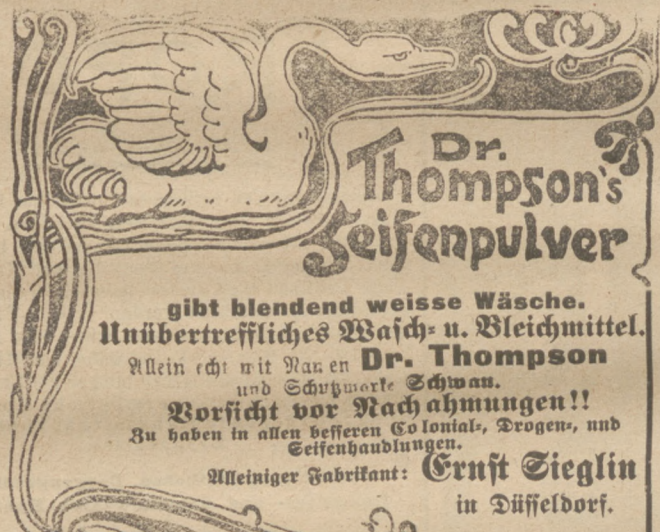 Dr.
Thompson's
Seifenpulver
gibt blendend weisse Wäsche.
Unübertreffliches Wasch- u. Bleichmittel.
Allein echt mit Namen Dr. Thompson
und Schutzmarke Schwan.
Vorsicht vor Nachahmungen!!
Zu haben in allen besseren Colonial-, Drogen-, und
Seifenhandlungen.
Alleiniger Fabrikant: Ernst Sieglin
in Düsseldorf.